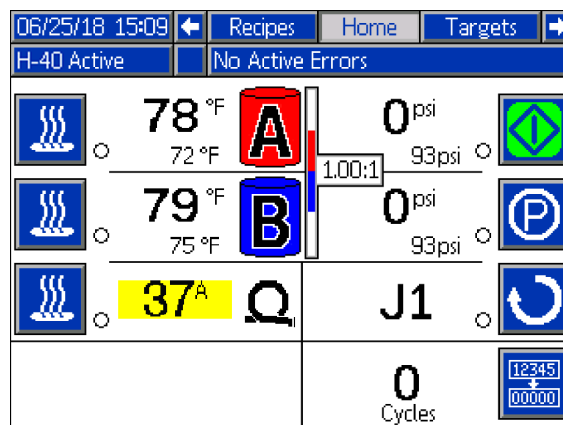 06/25/18 15:09 Recipes Home Targets
H-40 Active No Active Errors
78 °F A 0 psi
72 °F 93psi
1.00:1
79 °F B 0 psi
75 °F 93psi
P
37 A J1
12345
00000
0
Cycles